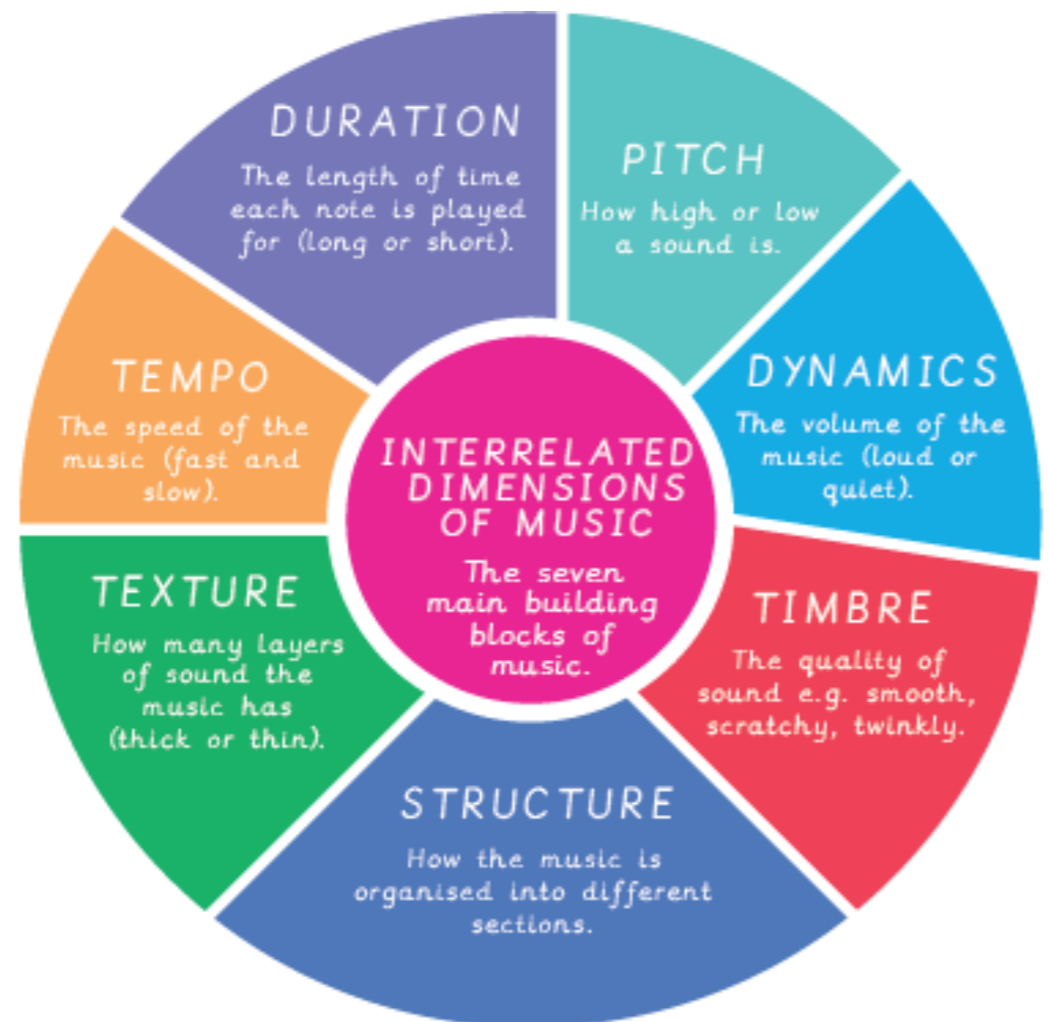 DURATION
The length of time
each note is played
for (long or short).
PITCH
How high or low
a sound is.
DYNAMICS
The volume of the
music (loud or
quiet).
TIMBRE
The quality of
sound e.g. smooth,
scratchy, twinkly.
STRUCTURE
How the music is
organised into different
sections.
TEXTURE
How many layers
of sound the
music has
(thick or thin).
TEMPO
The speed of the
music (fast and
slow).
INTERRELATED
DIMENSIONS
OF MUSIC
The seven
main building
blocks of
music.